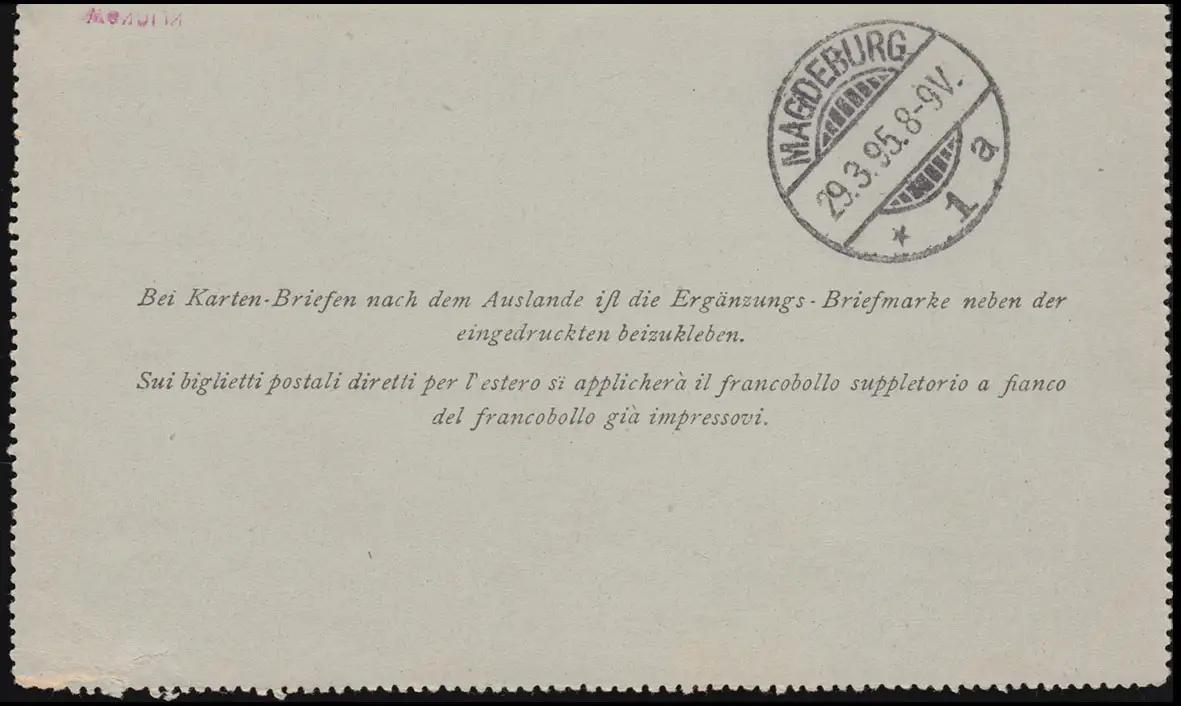 MAGDEBURG
29.3.95.8-9V.
* 1 a
Bei Karten-Briefen nach dem Auslande iſt die Ergänzungs-Briefmarke neben der
eingedruckten beizukleben.
Sui biglietti postali diretti per l'estero si applicherà il francobollo suppletorio a fianco
del francobollo già impressovi.